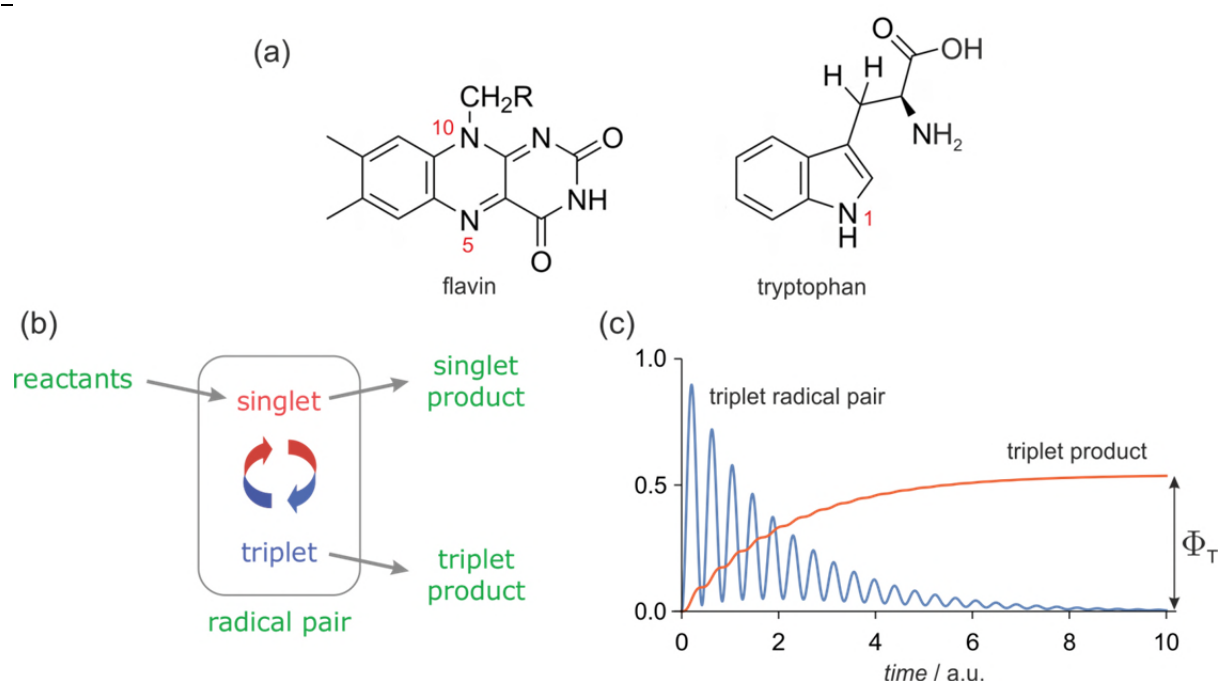 (a)
CH2R
10
N
N
O
NH
N
5
O
flavin
O
OH
H
H
NH2
N
1
H
tryptophan
(b)
reactants
singlet
triplet
radical pair
singlet
product
triplet
product
(c)
1.0
0.5
0.0
triplet radical pair
triplet product
ΦT
0
2
4
6
8
10
time / a.u.